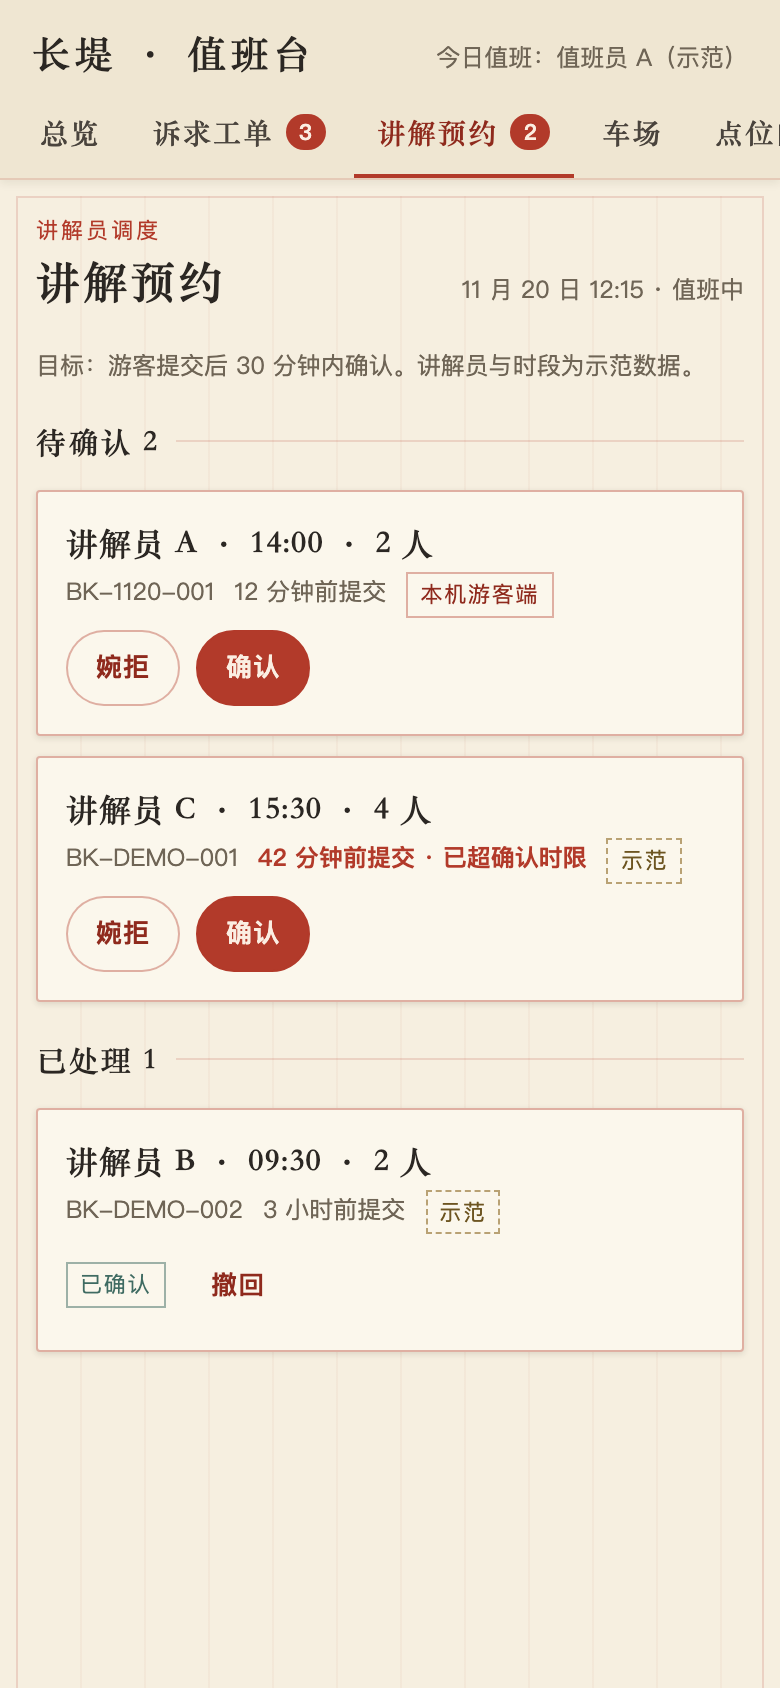 长堤 · 值班台
今日值班：值班员 A（示范）
总览
诉求工单 3
讲解预约 2
车场
点位
讲解员调度
讲解预约
11 月 20 日 12:15 · 值班中
目标：游客提交后 30 分钟内确认。讲解员与时段为示范数据。
待确认 2
讲解员 A · 14:00 · 2 人
BK-1120-001 12 分钟前提交 本机游客端
婉拒 确认
讲解员 C · 15:30 · 4 人
BK-DEMO-001 42 分钟前提交 · 已超确认时限 示范
婉拒 确认
已处理 1
讲解员 B · 09:30 · 2 人
BK-DEMO-002 3 小时前提交 示范
已确认 撤回